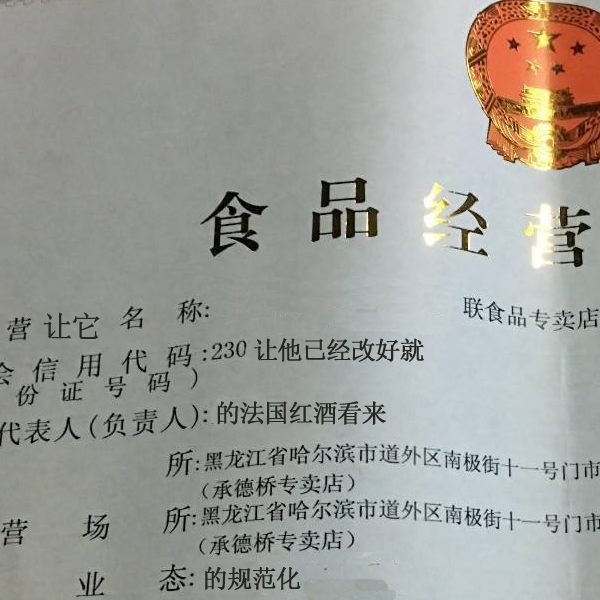 食品经营
营让它名称: 联食品专卖店
会信用代码:230让他已经改好就
份证号码)
代表人(负责人):的法国红酒看来
所:黑龙江省哈尔滨市道外区南极街十一号门市
(承德桥专卖店)
营场所:黑龙江省哈尔滨市道外区南极街十一号门市
(承德桥专卖店)
业态:的规范化